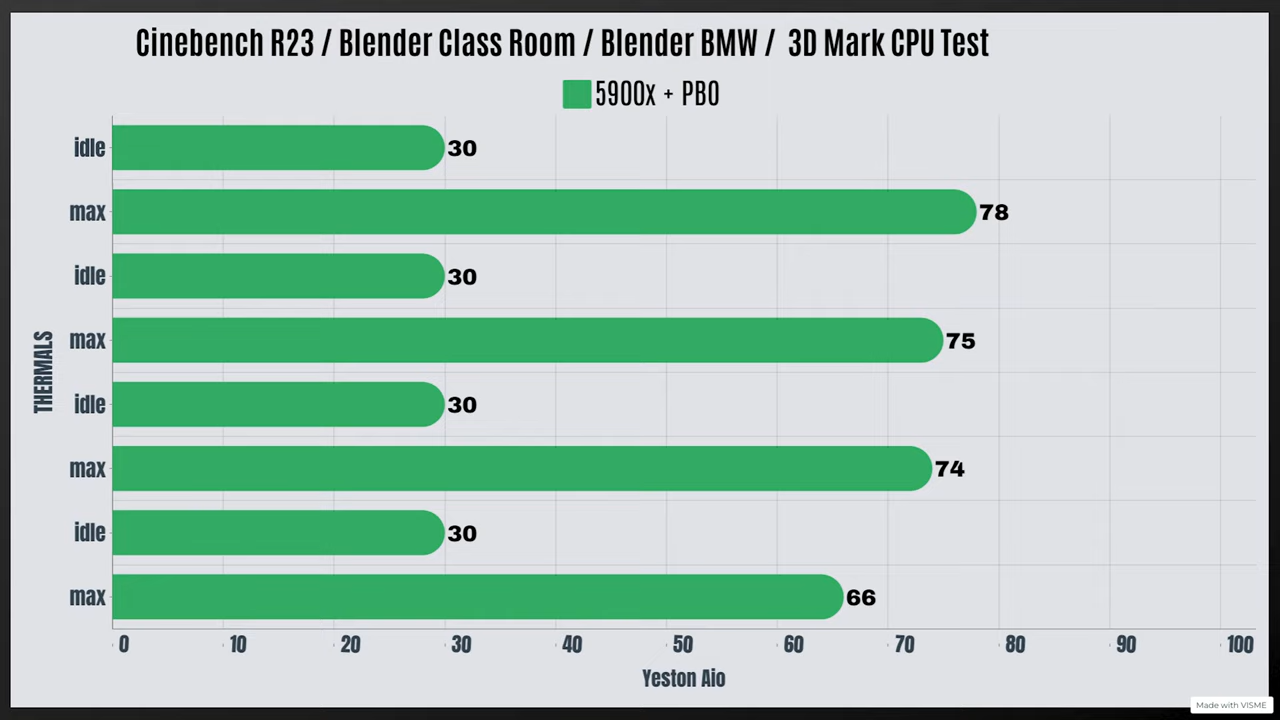 Cinebench R23 / Blender Class Room / Blender BMW / 3D Mark CPU Test
5900x + PBO
idle 30
max 78
idle 30
max 75
THERMALS
idle 30
max 74
idle 30
max 66
0 10 20 30 40 50 60 70 80 90 100
Yeston Aio
Made with VISME